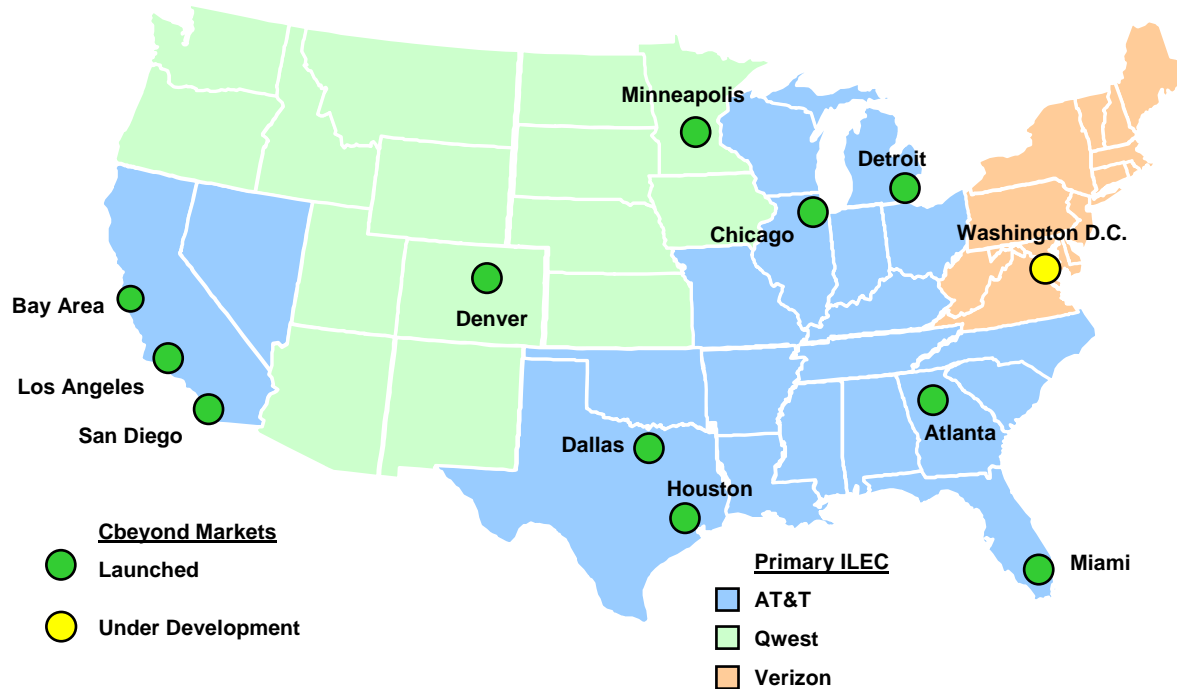 Minneapolis
Detroit
Chicago
Washington D.C.
Bay Area
Denver
Los Angeles
San Diego
Dallas
Atlanta
Houston
Miami
Cbeyond Markets
Launched
Under Development
Primary ILEC
AT&T
Qwest
Verizon